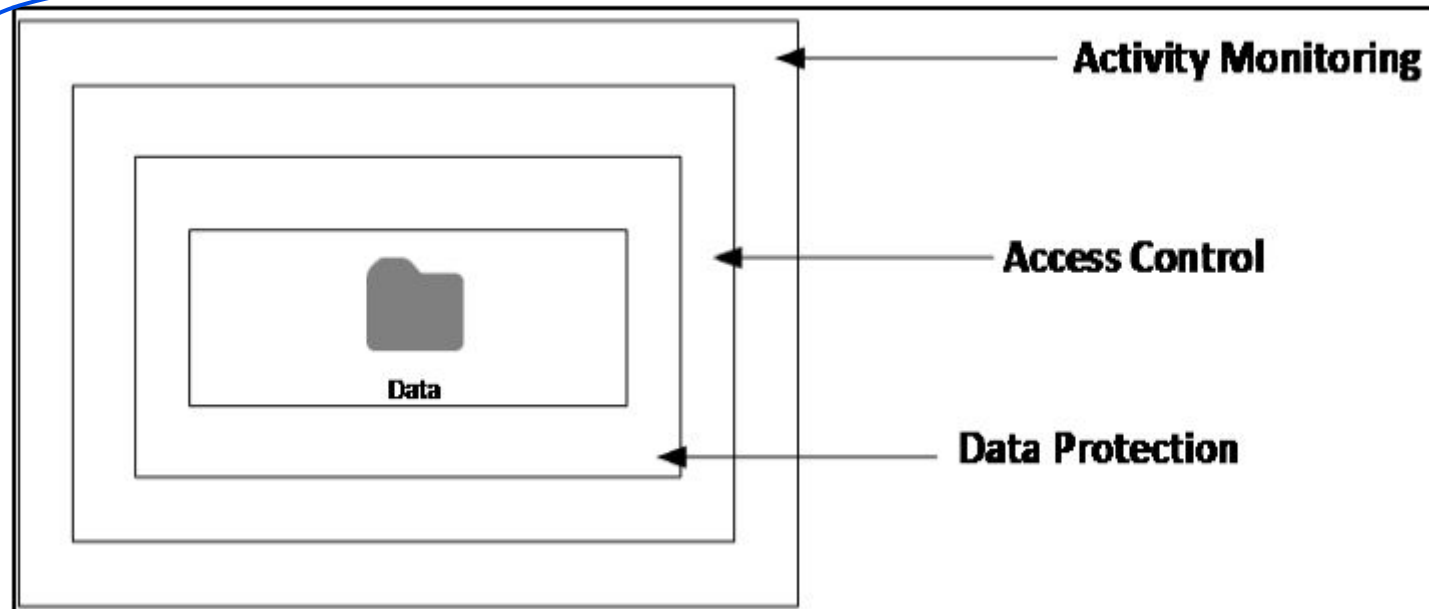 Activity Monitoring
Access Control
Data
Data Protection